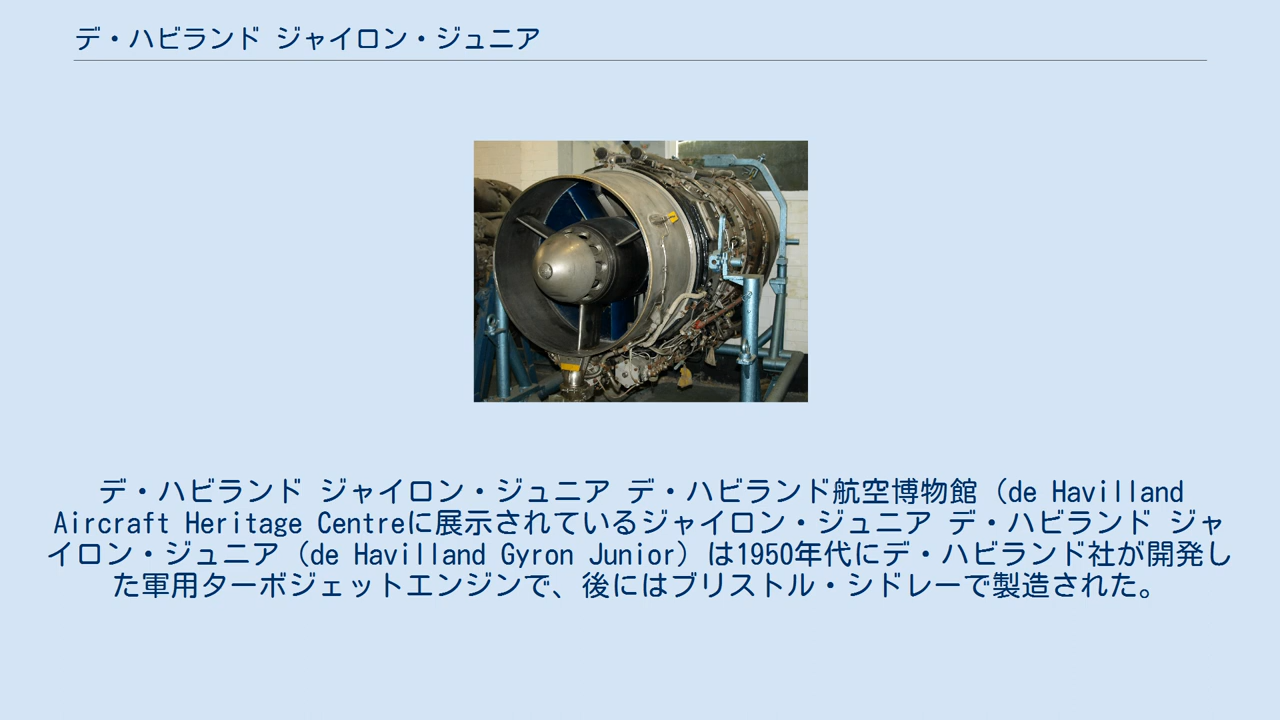 デ・ハビランド ジャイロン・ジュニア
デ・ハビランド ジャイロン・ジュニア デ・ハビランド航空博物館（de Havilland
Aircraft Heritage Centreに展示されているジャイロン・ジュニア デ・ハビランド ジャ
イロン・ジュニア（de Havilland Gyron Junior）は1950年代にデ・ハビランド社が開発し
た軍用ターボジェットエンジンで、後にはブリストル・シドレーで製造された。